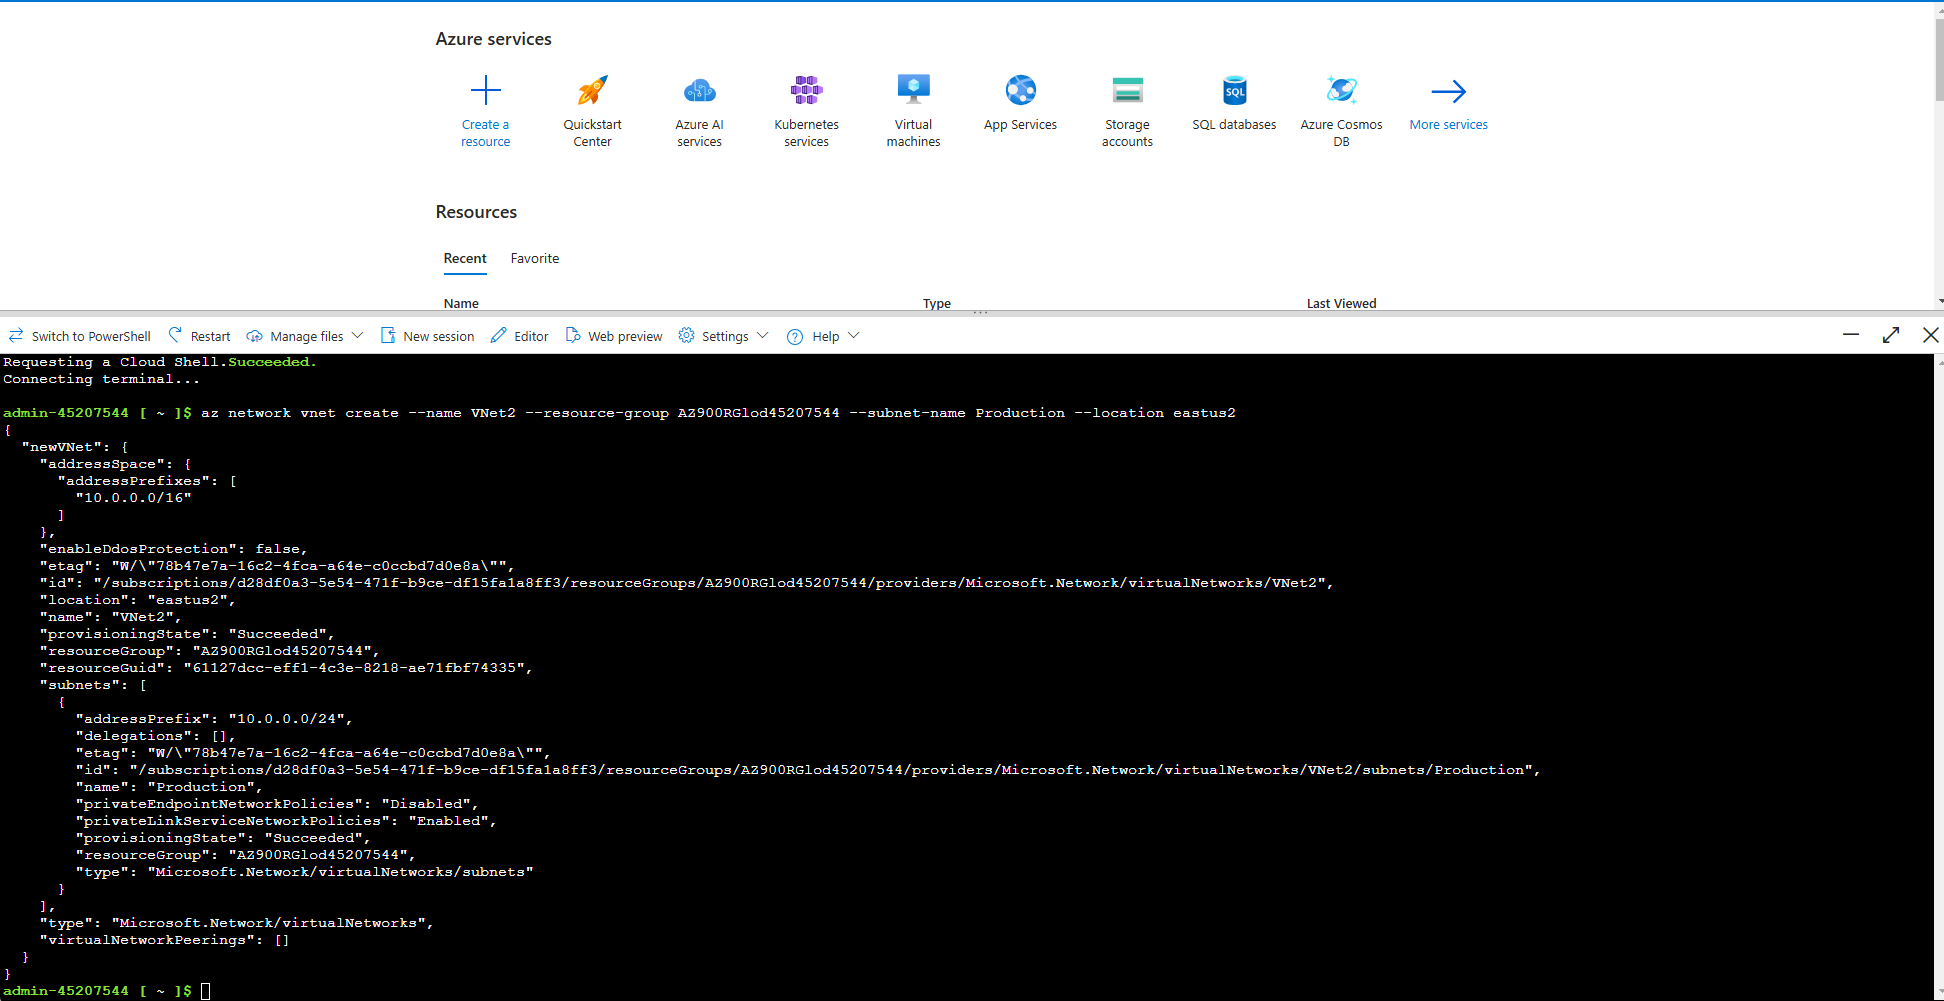 Azure services
Create a resource
Quickstart Center
Azure AI services
Kubernetes services
Virtual machines
App Services
Storage accounts
SQL databases
Azure Cosmos DB
More services
Resources
Recent Favorite
Name Type Last Viewed
Switch to PowerShell Restart Manage files New session Editor Web preview Settings Help
Requesting a Cloud Shell.Succeeded.
Connecting terminal...
admin-45207544 [ ~ ]$ az network vnet create --name VNet2 --resource-group AZ900RGlod45207544 --subnet-name Production --location eastus2
{
  "newVNet": {
    "addressSpace": {
      "addressPrefixes": [
        "10.0.0.0/16"
      ]
    },
    "enableDdosProtection": false,
    "etag": "W/\"78b47e7a-16c2-4fca-a64e-c0ccbd7d0e8a\"",
    "id": "/subscriptions/d28df0a3-5e54-471f-b9ce-df15fa1a8ff3/resourceGroups/AZ900RGlod45207544/providers/Microsoft.Network/virtualNetworks/VNet2",
    "location": "eastus2",
    "name": "VNet2",
    "provisioningState": "Succeeded",
    "resourceGroup": "AZ900RGlod45207544",
    "resourceGuid": "61127dcc-eff1-4c3e-8218-ae71fbf74335",
    "subnets": [
      {
        "addressPrefix": "10.0.0.0/24",
        "delegations": [],
        "etag": "W/\"78b47e7a-16c2-4fca-a64e-c0ccbd7d0e8a\"",
        "id": "/subscriptions/d28df0a3-5e54-471f-b9ce-df15fa1a8ff3/resourceGroups/AZ900RGlod45207544/providers/Microsoft.Network/virtualNetworks/VNet2/subnets/Production",
        "name": "Production",
        "privateEndpointNetworkPolicies": "Disabled",
        "privateLinkServiceNetworkPolicies": "Enabled",
        "provisioningState": "Succeeded",
        "resourceGroup": "AZ900RGlod45207544",
        "type": "Microsoft.Network/virtualNetworks/subnets"
      }
    ],
    "type": "Microsoft.Network/virtualNetworks",
    "virtualNetworkPeerings": []
  }
}
admin-45207544 [ ~ ]$